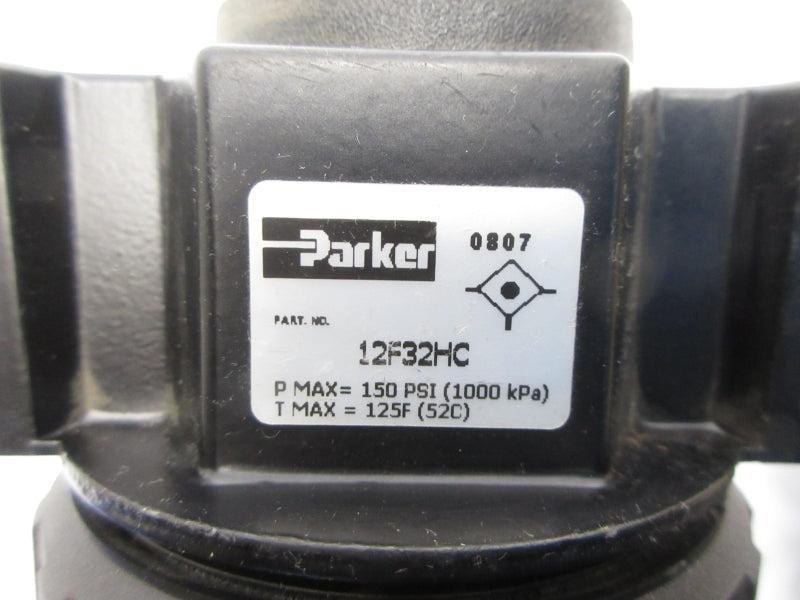 Parker
0807
PART. NO.
12F32HC
P MAX= 150 PSI (1000 kPa)
T MAX = 125F (52C)